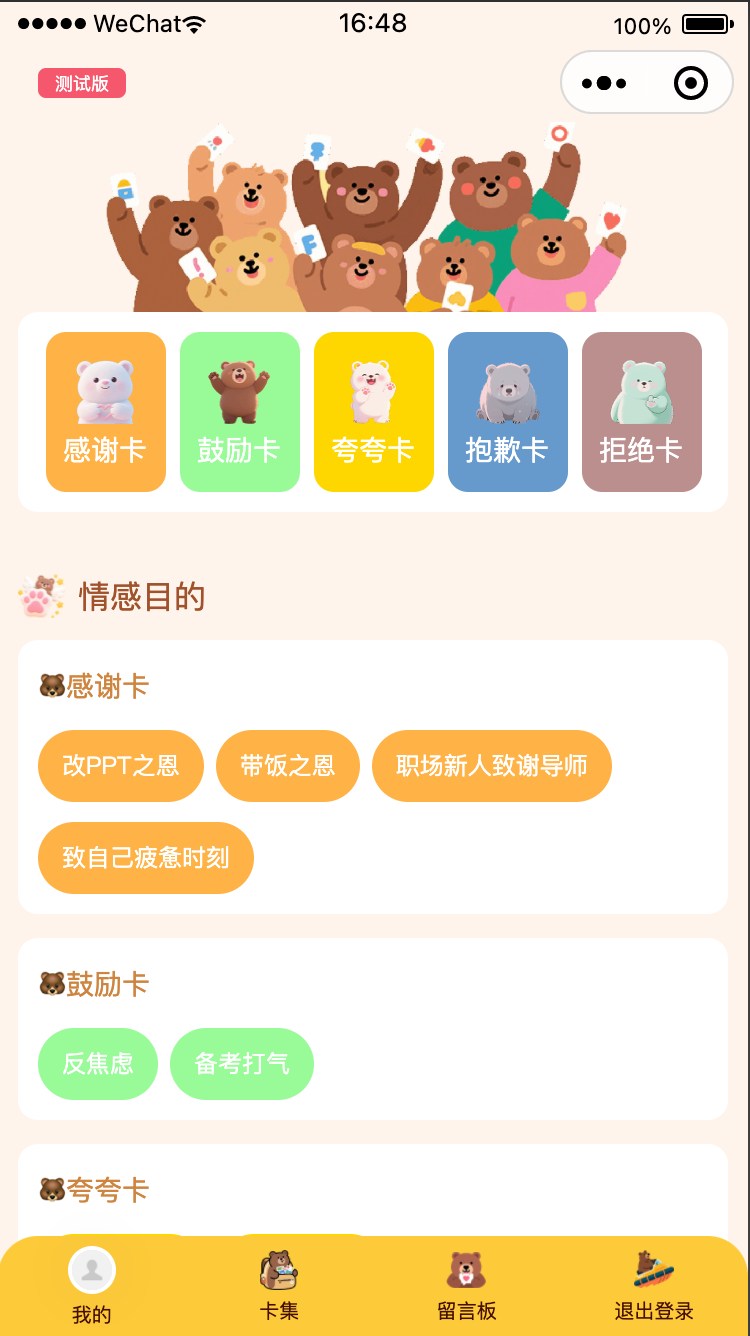 WeChat 16:48 100%
测试版
感谢卡 鼓励卡 夸夸卡 抱歉卡 拒绝卡
情感目的
感谢卡
改PPT之恩 带饭之恩 职场新人致谢导师
致自己疲惫时刻
鼓励卡
反焦虑 备考打气
夸夸卡
我的 卡集 留言板 退出登录